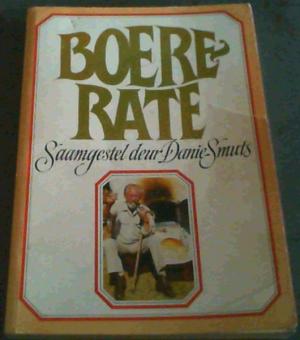 BOERE-
RATE
Saamgestel deur Danie Smuts